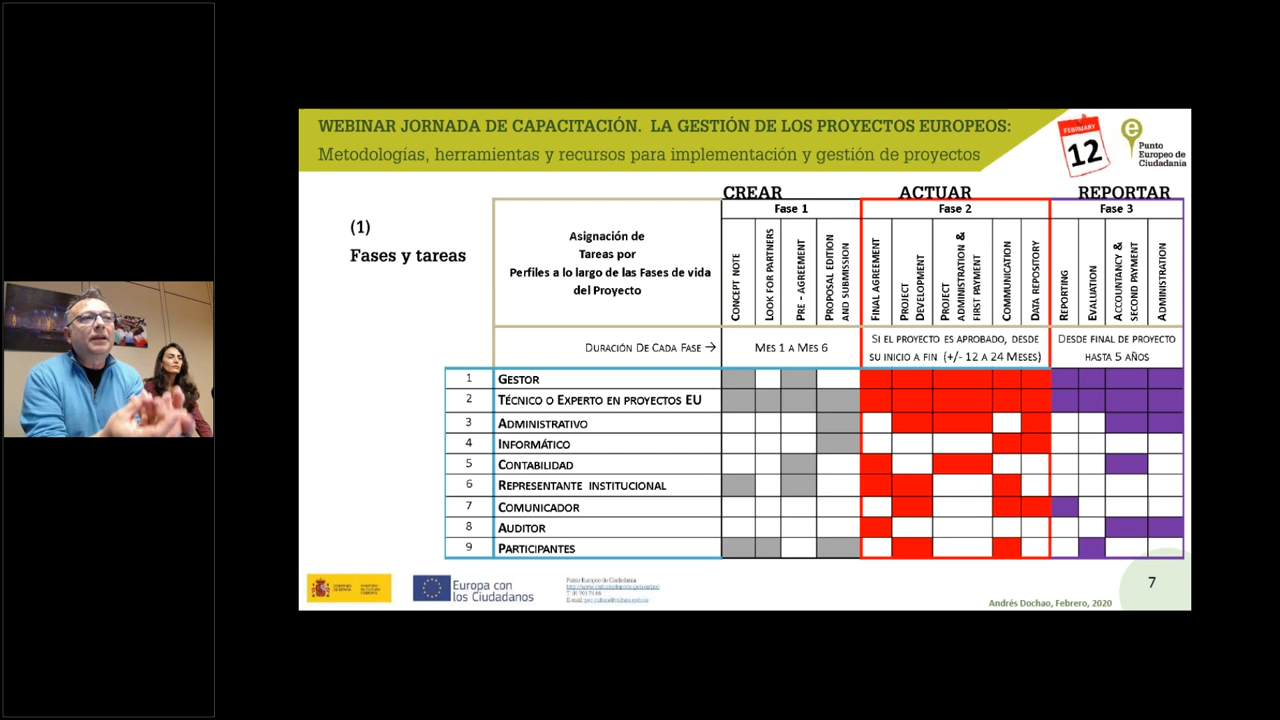 WEBINAR JORNADA DE CAPACITACIÓN. LA GESTIÓN DE LOS PROYECTOS EUROPEOS:
Metodologías, herramientas y recursos para implementación y gestión de proyectos
FEBRUARY
12
e
Punto
Europeo de
Ciudadanía
(1)
Fases y tareas
CREAR
ACTUAR
REPORTAR
Fase 1
Fase 2
Fase 3
Asignación de
Tareas por
Perfiles a lo largo de las Fases de vida
del Proyecto
CONCEPT NOTE
LOOK FOR PARTNERS
PRE - AGREEMENT
PROPOSAL EDITION
AND SUBMISSION
FINAL AGREEMENT
PROJECT
DEVELOPMENT
PROJECT
ADMINISTRATION &
FIRST PAYMENT
COMMUNICATION
DATA REPOSITORY
REPORTING
EVALUATION
ACCOUNTANCY &
SECOND PAYMENT
ADMINISTRATION
DURACIÓN DE CADA FASE →
MES 1 A MES 6
SI EL PROYECTO ES APROBADO, DESDE
SU INICIO A FIN (+/- 12 A 24 MESES)
DESDE FINAL DE PROYECTO
HASTA 5 AÑOS
1 GESTOR
2 TÉCNICO O EXPERTO EN PROYECTOS EU
3 ADMINISTRATIVO
4 INFORMÁTICO
5 CONTABILIDAD
6 REPRESENTANTE INSTITUCIONAL
7 COMUNICADOR
8 AUDITOR
9 PARTICIPANTES
Europa con
los Ciudadanos
Punto Europeo de Ciudadanía
7
Andrés Dochao, Febrero, 2020